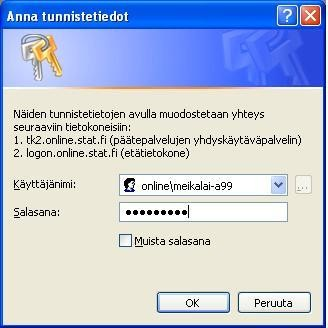 Anna tunnistetiedot
Näiden tunnistetietojen avulla muodostetaan yhteys
seuraaviin tietokoneisiin:
1. tk2.online.stat.fi (päätepalvelujen yhdyskäytäväpalvelin)
2. logon.online.stat.fi (etätietokone)
Käyttäjänimi: online\meikalai-a99
...
Salasana: ●●●●●●●●●
Muista salasana
OK Peruuta